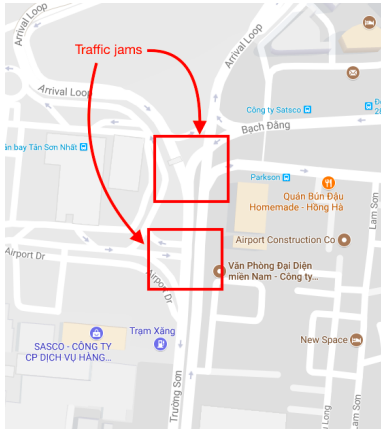 Arrival Loop
Traffic jams
Arrival Loop
Arrival Loop
Công ty Satsco
Bạch Đằng
ân bay Tân Sơn Nhất
Parkson
Quán Bún Đậu
Homemade - Hồng Hà
Lam Sơn
Airport Construction Co
Airport Dr
Văn Phòng Đại Diện
miền Nam - Công ty...
Airport Dr
Trạm Xăng
SASCO - CÔNG TY
CP DỊCH VỤ HÀNG...
New Space
Trường Sơn
Long
am Sơn